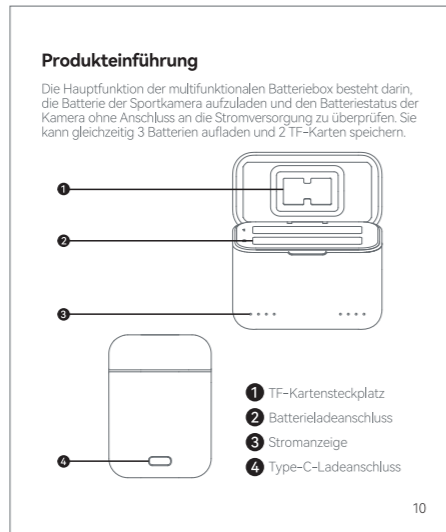 Produkteinführung
Die Hauptfunktion der multifunktionalen Batteriebox besteht darin,
die Batterie der Sportkamera aufzuladen und den Batteriestatus der
Kamera ohne Anschluss an die Stromversorgung zu überprüfen. Sie
kann gleichzeitig 3 Batterien aufladen und 2 TF-Karten speichern.
1
2
3
4
1 TF-Kartensteckplatz
2 Batterieladeanschluss
3 Stromanzeige
4 Type-C-Ladeanschluss
10